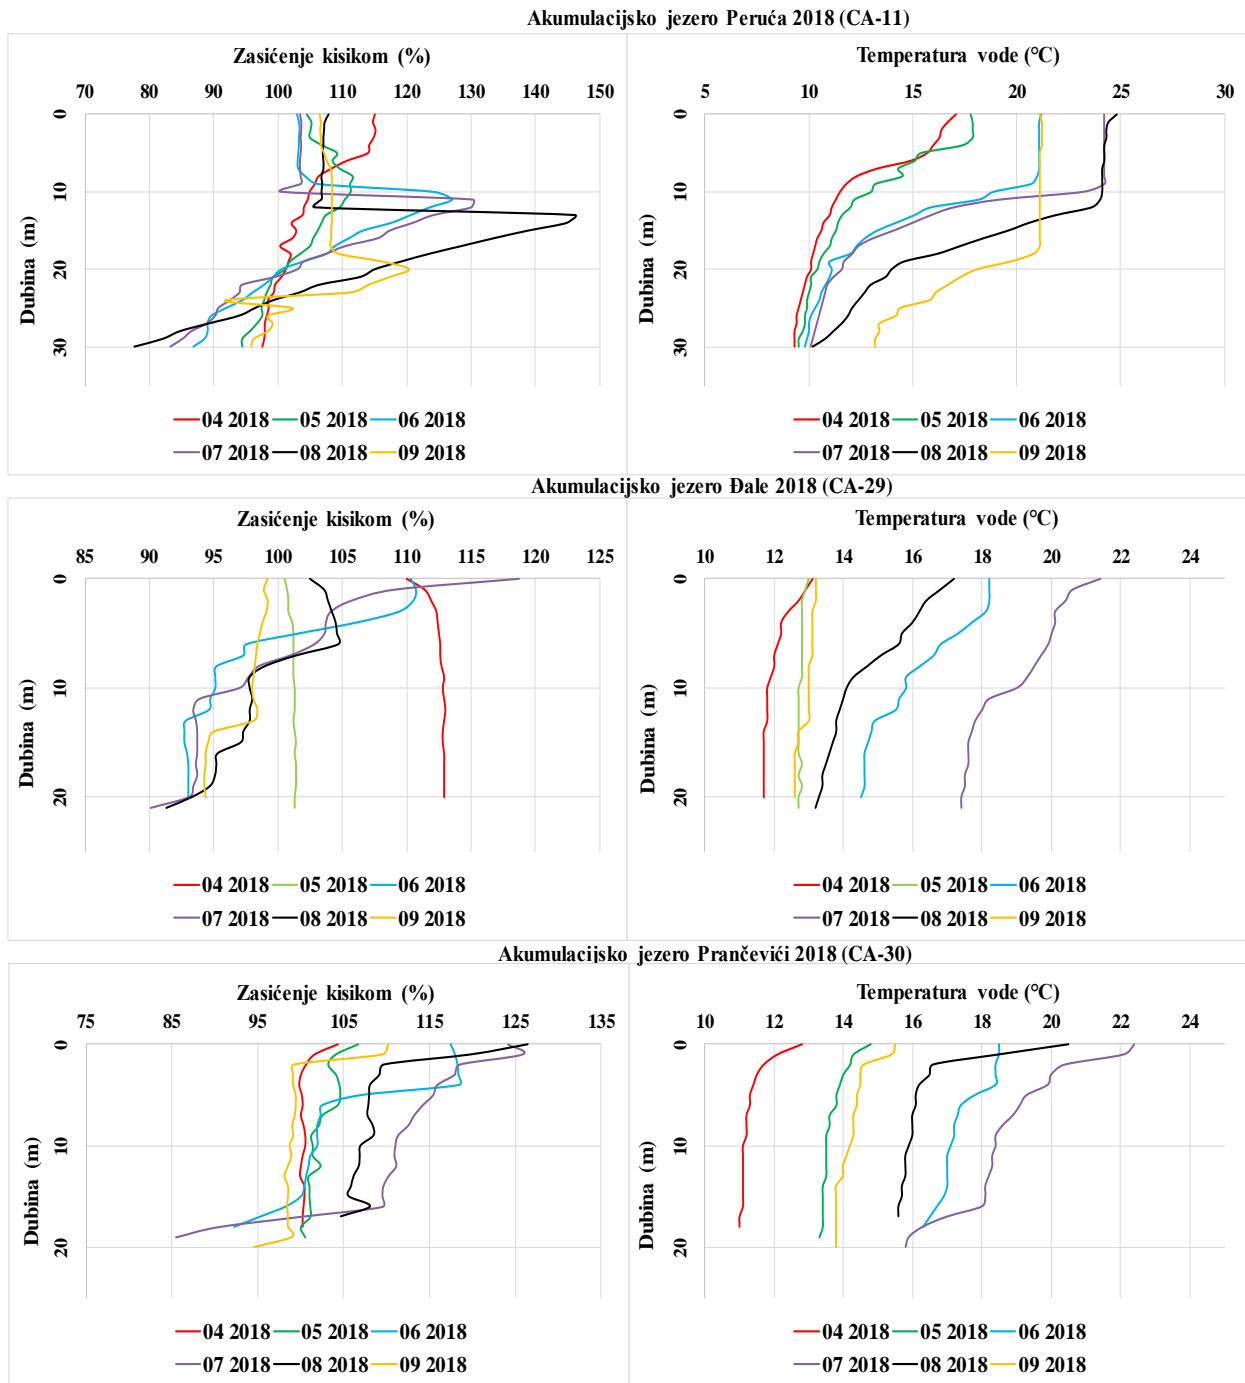 Akumulacijsko jezero Peruća 2018 (CA-11)
Zasićenje kisikom (%)
70 80 90 100 110 120 130 140 150
Dubina (m)
0
10
20
30
04 2018 05 2018 06 2018
07 2018 08 2018 09 2018
Temperatura vode (°C)
5 10 15 20 25 30
Dubina (m)
0
10
20
30
04 2018 05 2018 06 2018
07 2018 08 2018 09 2018
Akumulacijsko jezero Đale 2018 (CA-29)
Zasićenje kisikom (%)
85 90 95 100 105 110 115 120 125
Dubina (m)
0
10
20
04 2018 05 2018 06 2018
07 2018 08 2018 09 2018
Temperatura vode (°C)
10 12 14 16 18 20 22 24
Dubina (m)
0
10
20
04 2018 05 2018 06 2018
07 2018 08 2018 09 2018
Akumulacijsko jezero Prančevići 2018 (CA-30)
Zasićenje kisikom (%)
75 85 95 105 115 125 135
Dubina (m)
0
10
20
04 2018 05 2018 06 2018
07 2018 08 2018 09 2018
Temperatura vode (°C)
10 12 14 16 18 20 22 24
Dubina (m)
0
10
20
04 2018 05 2018 06 2018
07 2018 08 2018 09 2018